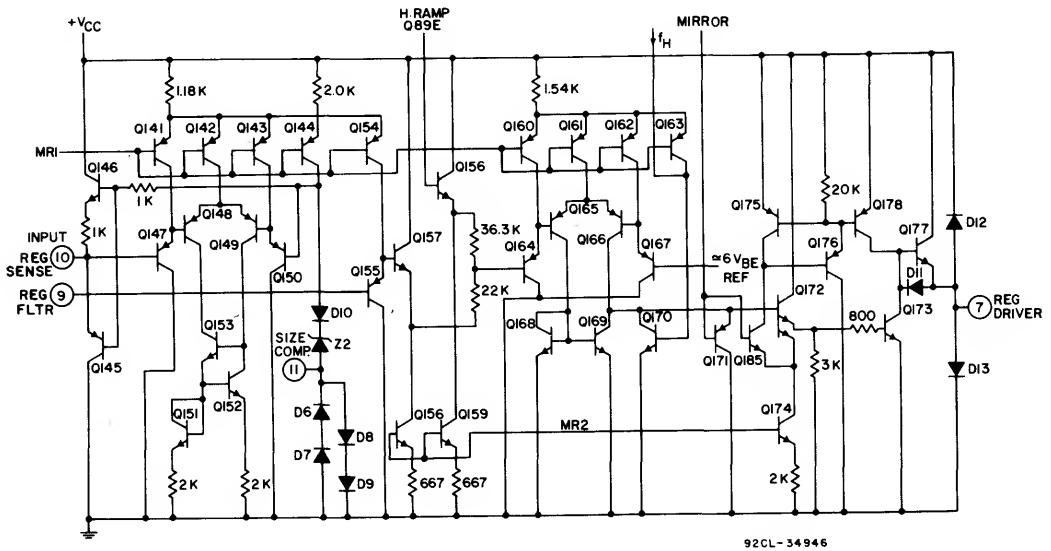 +VCC
H. RAMP
Q89E
fH
MIRROR
1.18K
2.0K
1.54K
Q141
Q142
Q143
Q144
Q154
Q160
Q161
Q162
Q163
MR1
Q146
1K
Q156
20K
Q175
Q178
Q148
Q165
Q177
D12
1K
Q147
Q149
Q157
36.3K
Q164
Q166
Q167
Q176
INPUT
REG 10
SENSE
Q150
Q155
≃6 VBE
REF
D11
REG 9
FLTR
22K
Q172
Q173
7 REG
DRIVER
D10
Q153
SIZE
COMP.
Z2
Q168
Q169
Q170
800
Q145
11
Q171
Q185
3K
D13
Q151
Q152
D6
D8
Q156
Q159
MR2
Q174
D7
D9
2K
2K
667
667
2K
92CL-34946